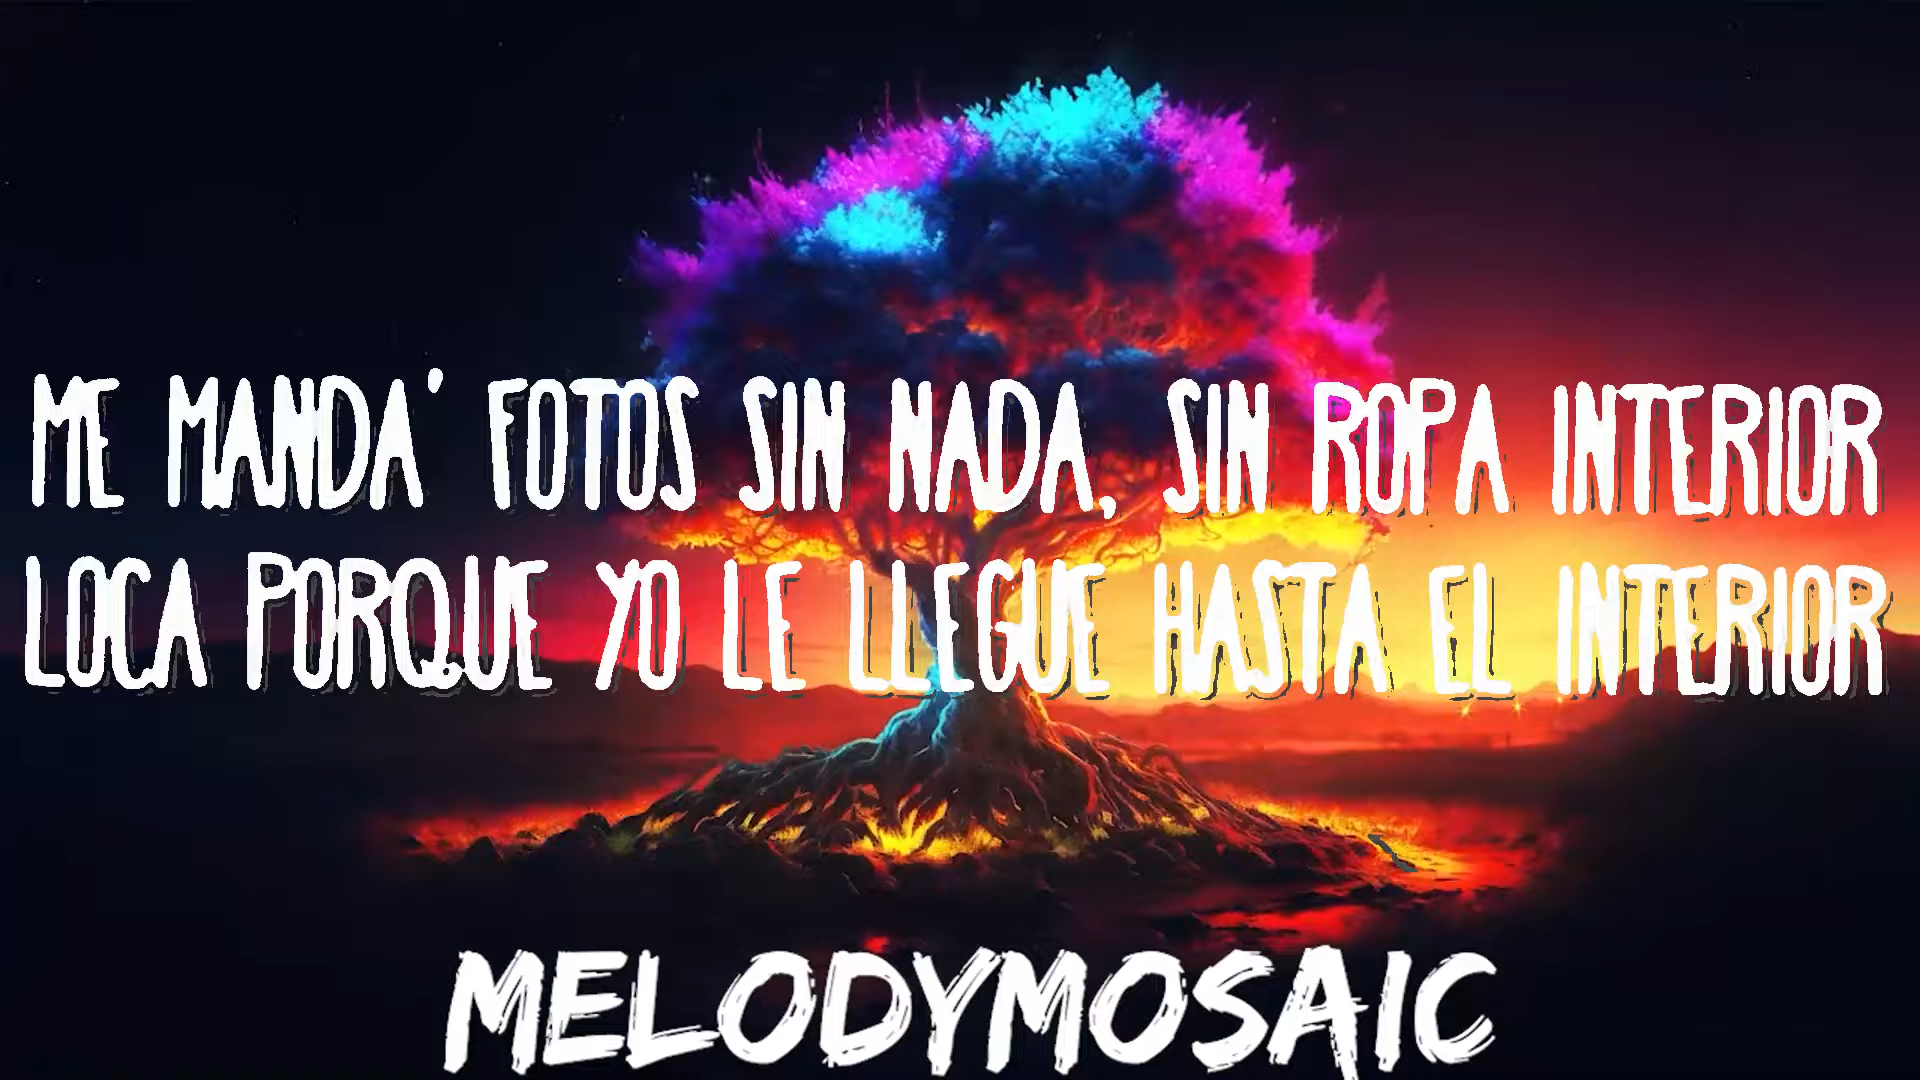 ME MANDA' FOTOS SIN NADA, SIN ROPA INTERIOR
LOCA PORQUE YO LE LLEGUE HASTA EL INTERIOR
MELODYMOSAIC